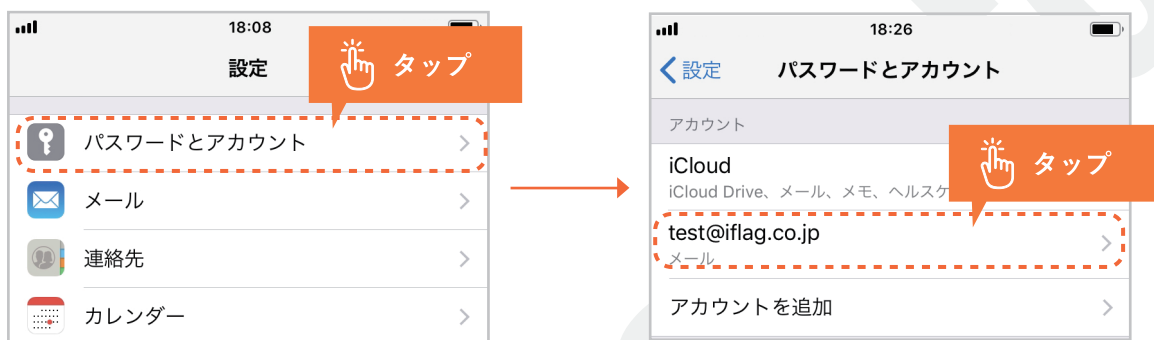 18:08
設定
タップ
パスワードとアカウント
メール
連絡先
カレンダー
18:26
設定
パスワードとアカウント
アカウント
iCloud
iCloud Drive、メール、メモ、ヘルスケ
タップ
test@iflag.co.jp
メール
アカウントを追加